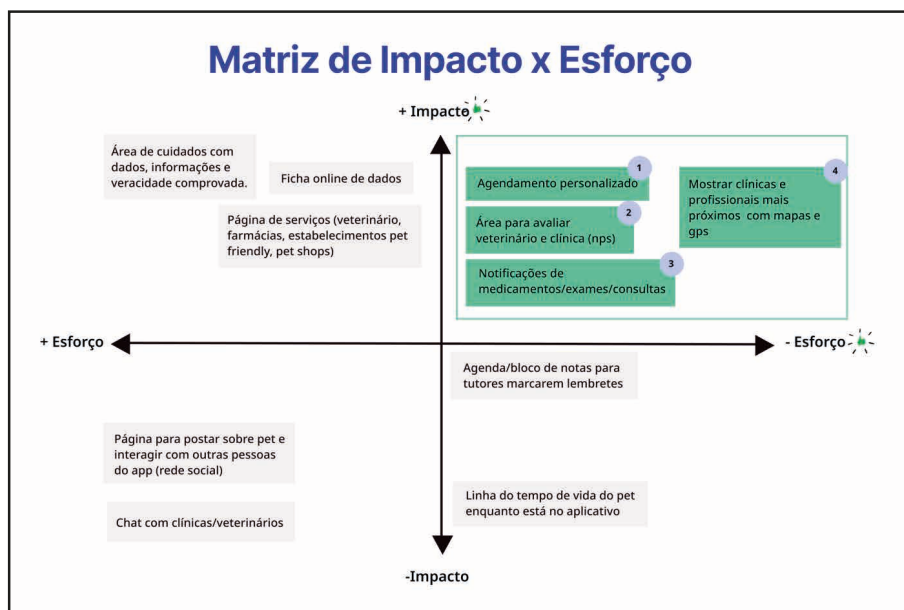 Matriz de Impacto x Esforço
+ Impacto
Área de cuidados com
dados, informações e
veracidade comprovada.
Ficha online de dados
Página de serviços (veterinário,
farmácias, estabelecimentos pet
friendly, pet shops)
1
Agendamento personalizado
2
Área para avaliar
veterinário e clínica (nps)
3
Notificações de
medicamentos/exames/consultas
4
Mostrar clínicas e
profissionais mais
próximos com mapas e
gps
+ Esforço
- Esforço
Agenda/bloco de notas para
tutores marcarem lembretes
Página para postar sobre pet e
interagir com outras pessoas
do app (rede social)
Chat com clínicas/veterinários
Linha do tempo de vida do pet
enquanto está no aplicativo
-Impacto